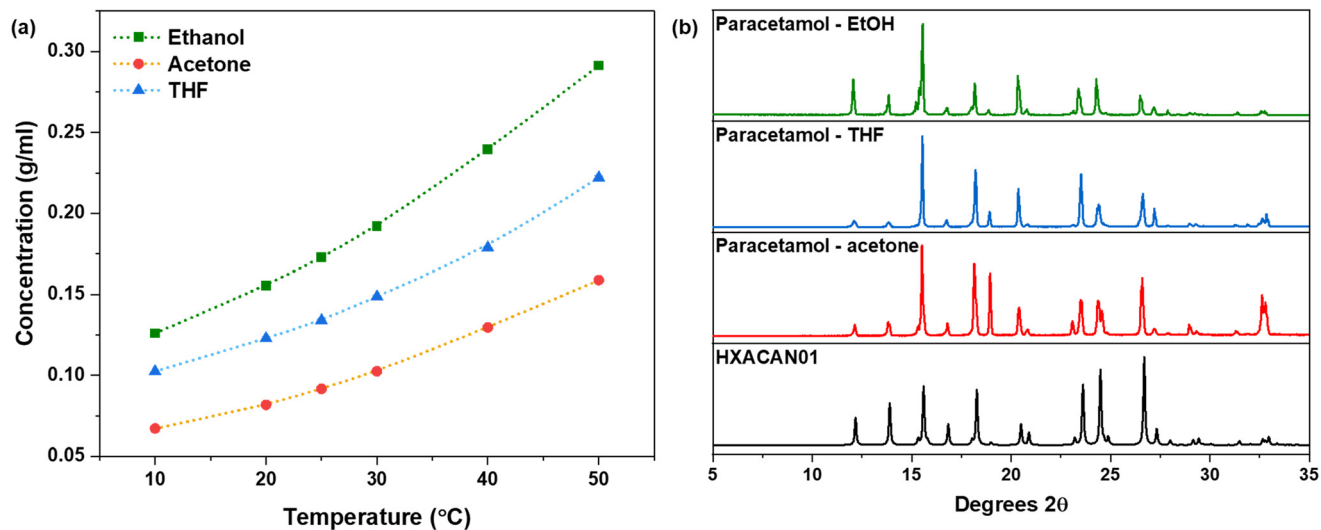 (a)
Ethanol
Acetone
THF
0.30
0.25
0.20
0.15
0.10
0.05
Concentration (g/ml)
10 20 30 40 50
Temperature (°C)
(b)
Paracetamol - EtOH
Paracetamol - THF
Paracetamol - acetone
HXACAN01
5 10 15 20 25 30 35
Degrees 2θ